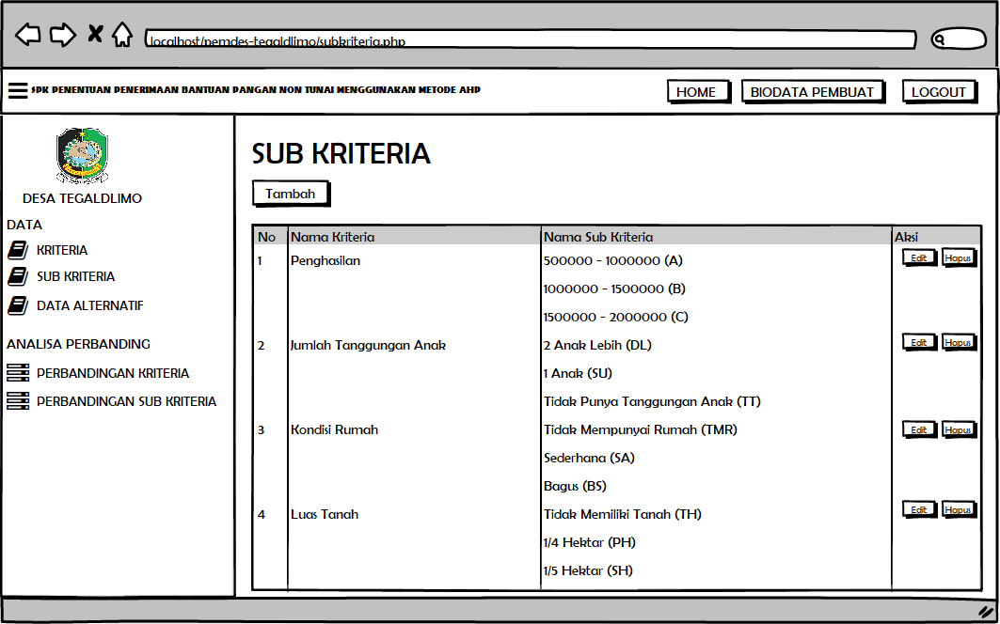 localhost/pemdes-tegaldlimo/subkriteria.php
SPK PENENTUAN PENERIMAAN BANTUAN PANGAN NON TUNAI MENGGUNAKAN METODE AHP
HOME
BIODATA PEMBUAT
LOGOUT
DESA TEGALDLIMO
DATA
KRITERIA
SUB KRITERIA
DATA ALTERNATIF
ANALISA PERBANDING
PERBANDINGAN KRITERIA
PERBANDINGAN SUB KRITERIA
SUB KRITERIA
Tambah
No Nama Kriteria Nama Sub Kriteria Aksi
1 Penghasilan 500000 - 1000000 (A) Edit Hapus
1000000 - 1500000 (B)
1500000 - 2000000 (C)
2 Jumlah Tanggungan Anak 2 Anak Lebih (DL) Edit Hapus
1 Anak (SU)
Tidak Punya Tanggungan Anak (TT)
3 Kondisi Rumah Tidak Mempunyai Rumah (TMR) Edit Hapus
Sederhana (SA)
Bagus (BS)
4 Luas Tanah Tidak Memiliki Tanah (TH) Edit Hapus
1/4 Hektar (PH)
1/5 Hektar (SH)